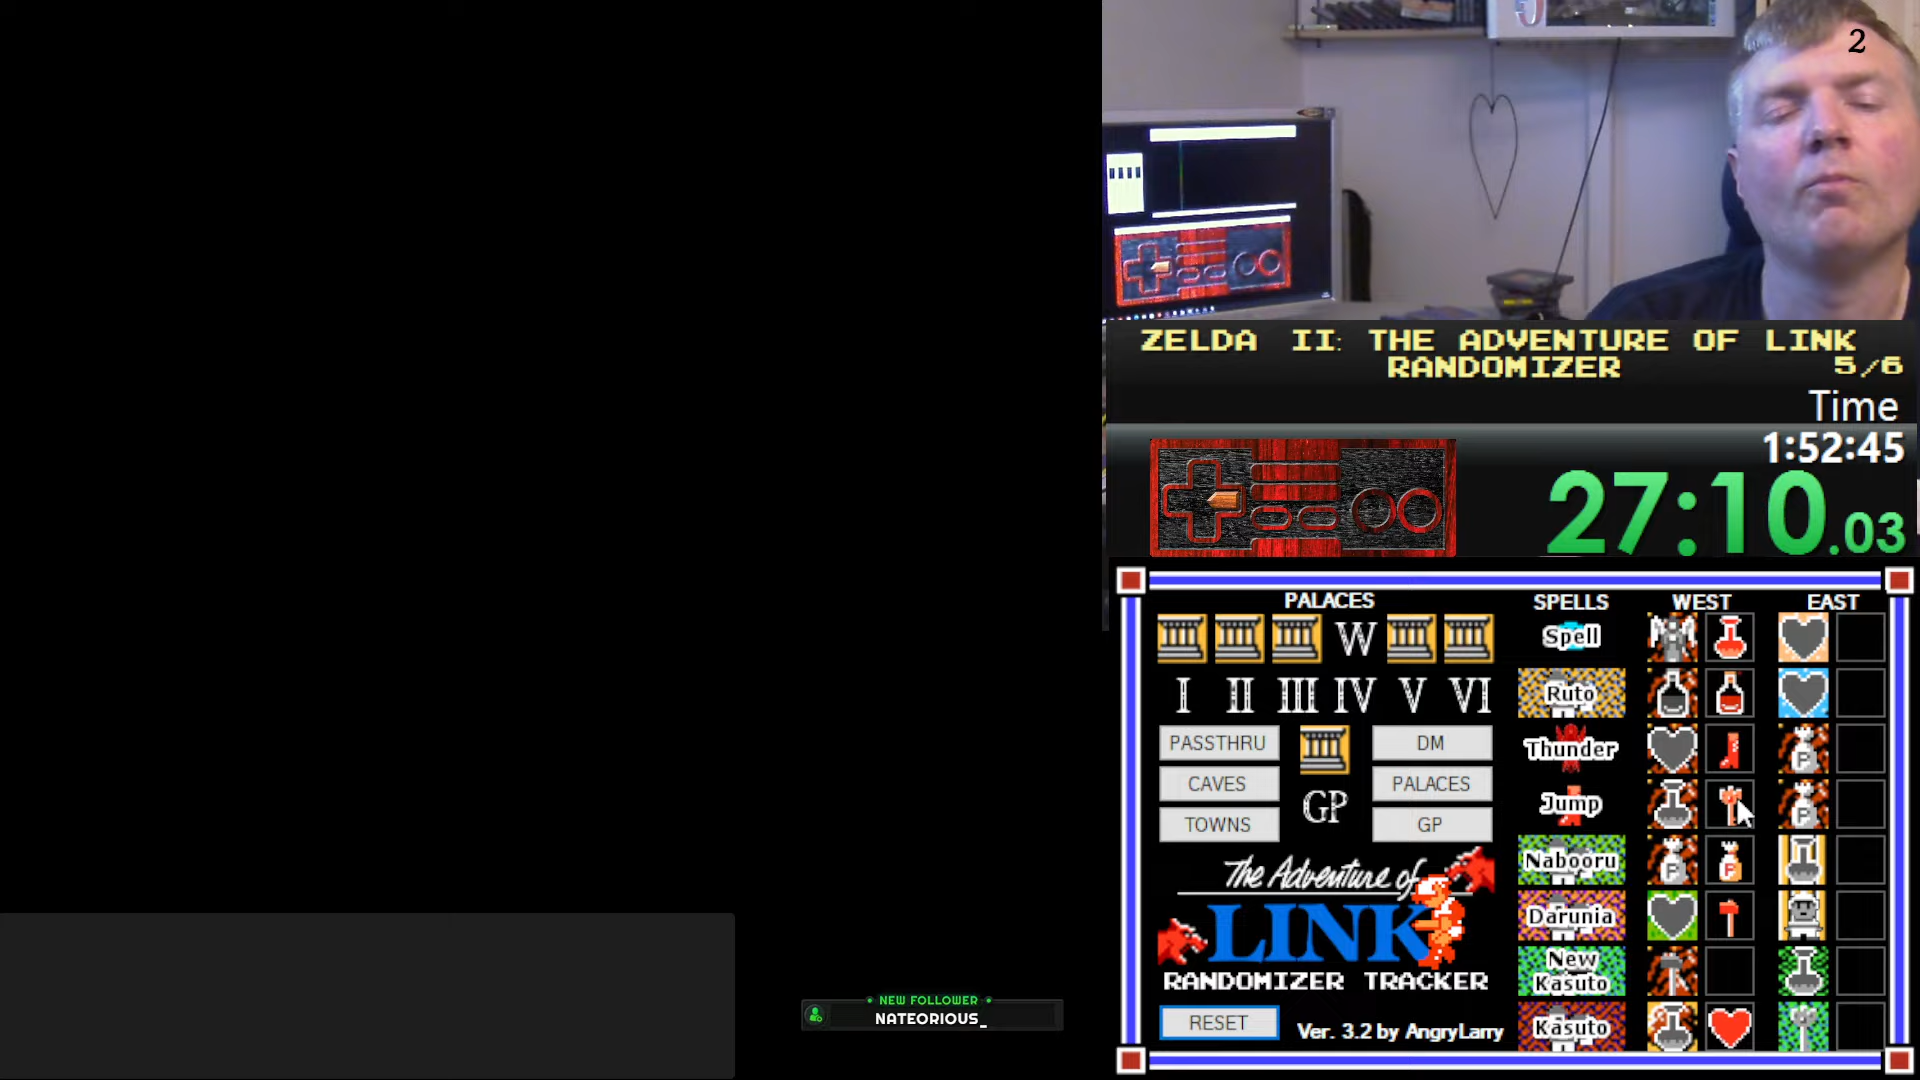 2
ZELDA II: THE ADVENTURE OF LINK
RANDOMIZER 5/6
Time
1:52:45
27:10.03
PALACES SPELLS WEST EAST
W
Spell
I II III IV V VI
Ruto
PASSTHRU DM
Thunder
CAVES PALACES
GP
Jump
TOWNS GP
The Adventure of
LINK
RANDOMIZER TRACKER
Nabooru
Darunia
New
Kasuto
Kasuto
RESET
Ver. 3.2 by AngryLarry
P
P
P
P
• NEW FOLLOWER •
NATEORIOUS_